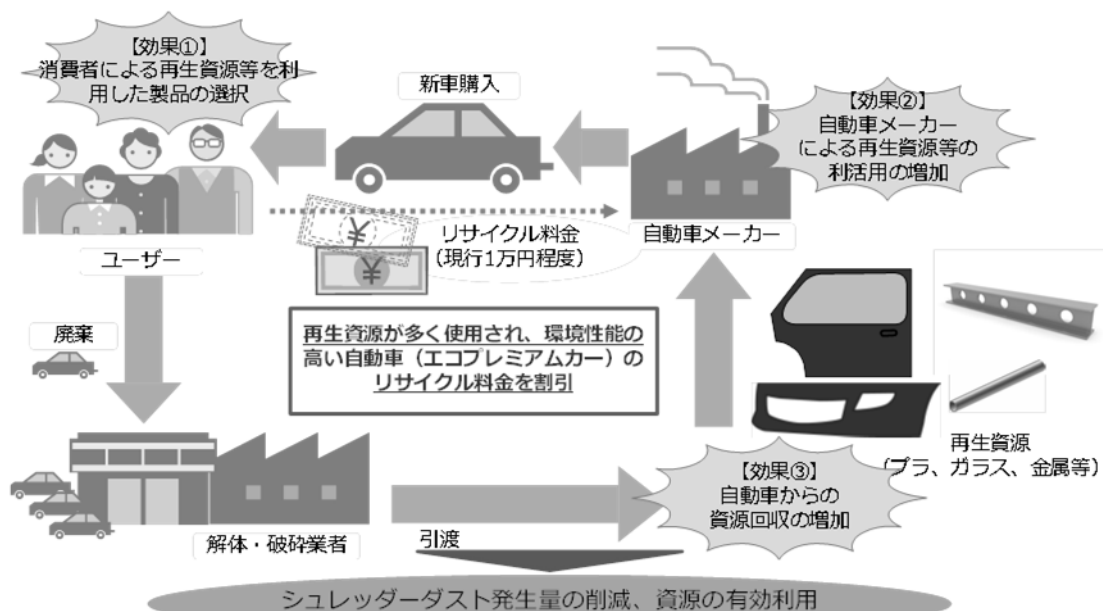 【効果①】
消費者による再生資源等を利
用した製品の選択
新車購入
【効果②】
自動車メーカー
による再生資源等の
利活用の増加
¥
¥
リサイクル料金
（現行1万円程度）
自動車メーカー
ユーザー
廃棄
再生資源が多く使用され、環境性能の
高い自動車（エコプレミアムカー）の
リサイクル料金を割引
再生資源
（プラ、ガラス、金属等）
【効果③】
自動車からの
資源回収の増加
解体・破砕業者
引渡
シュレッダーダスト発生量の削減、資源の有効利用